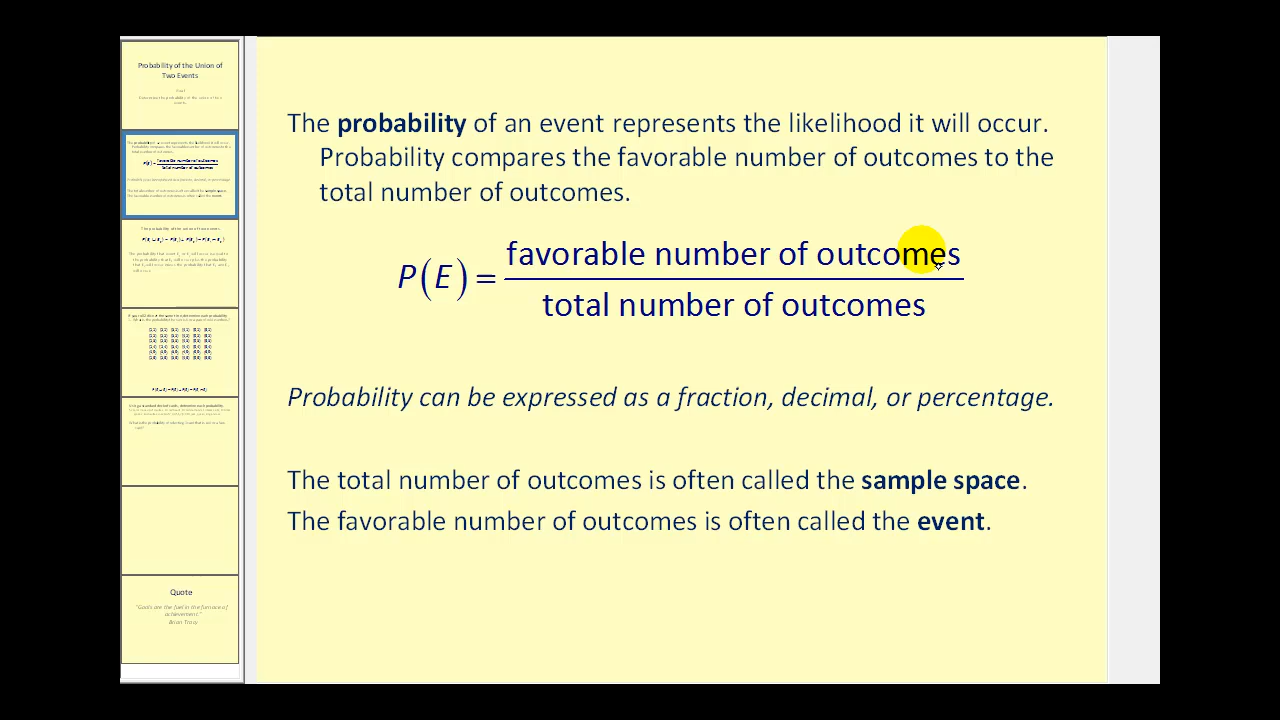 Probability of the Union of
Two Events
The probability of an event represents the likelihood it will occur.
Probability compares the favorable number of outcomes to the
total number of outcomes.
P(E) = favorable number of outcomes
total number of outcomes
Probability can be expressed as a fraction, decimal, or percentage.
The total number of outcomes is often called the sample space.
The favorable number of outcomes is often called the event.
Quote
"Goals are the fuel in the furnace of
achievement."
Brian Tracy